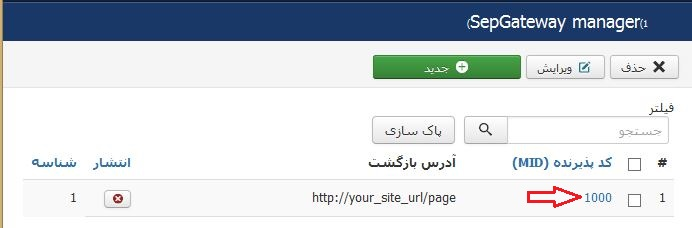 SepGateway manager(1)
حذف ویرایش جدید
فیلتر
جستجو پاک سازی
# کد پذیرنده (MID) آدرس بازگشت انتشار شناسه
1 1000 http://your_site_url/page 1